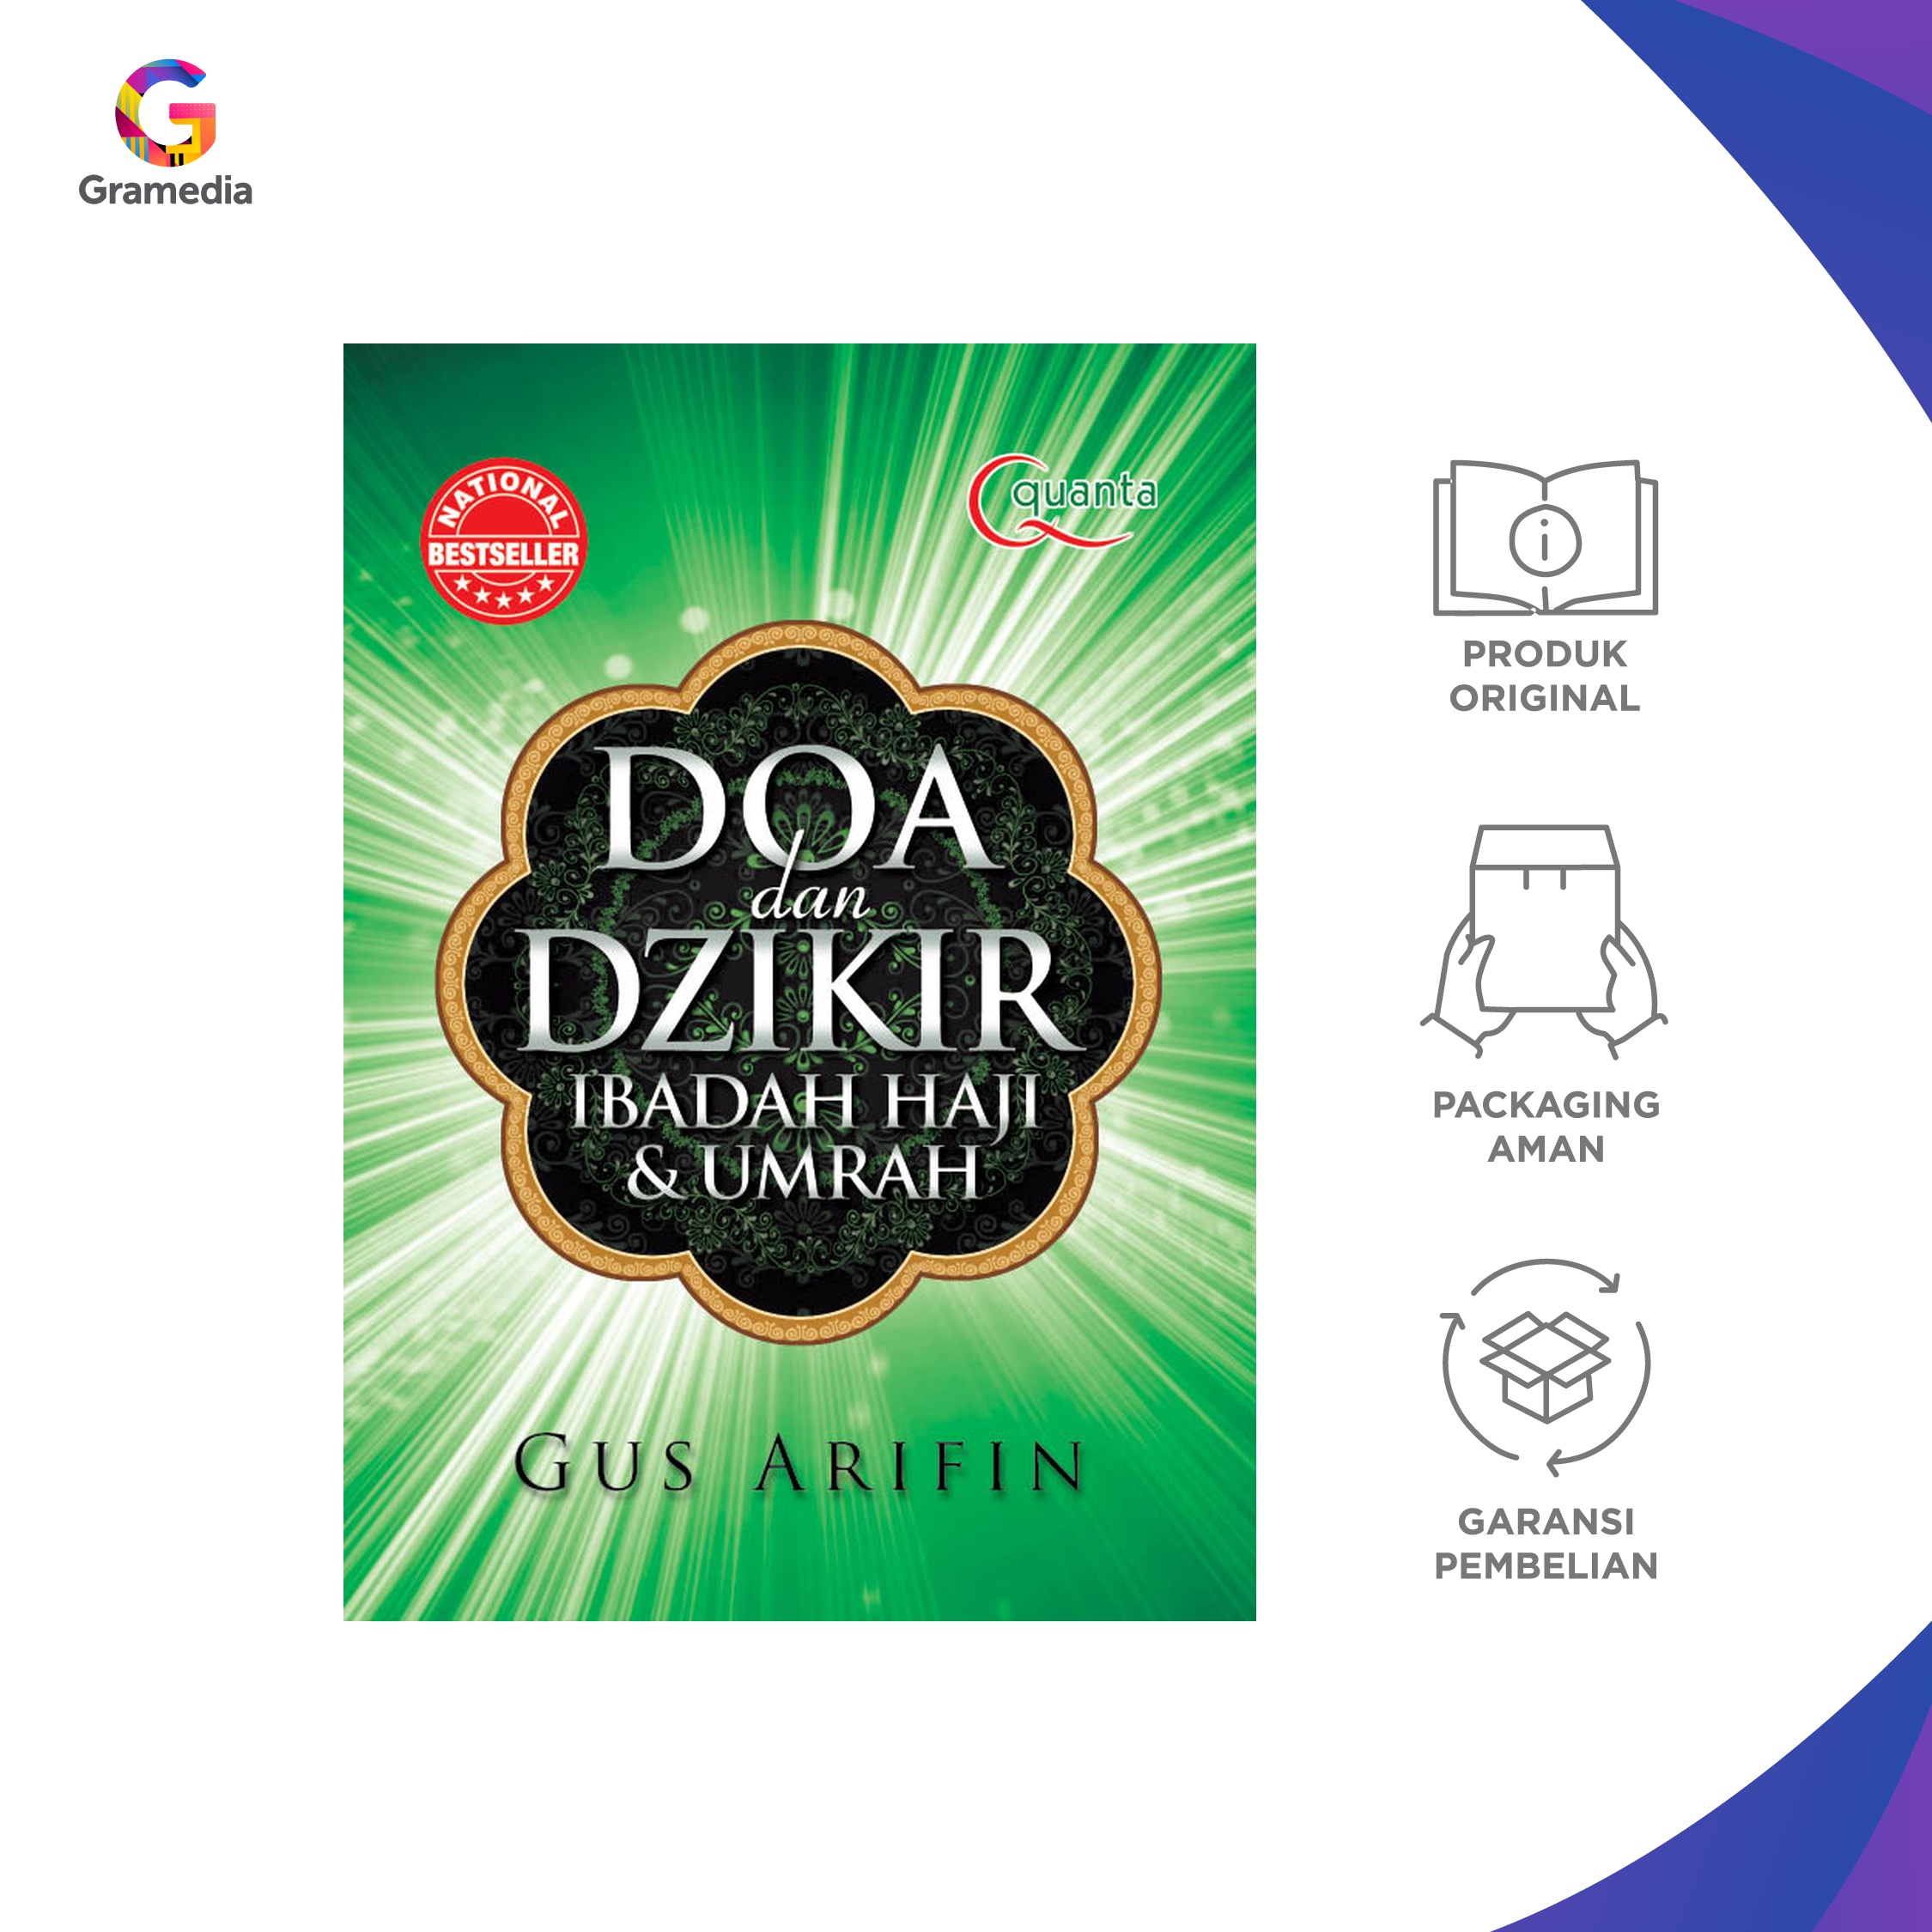 Gramedia
NATIONAL
BESTSELLER
quanta
DOA
dan
DZIKIR
IBADAH HAJI
& UMRAH
GUS ARIFIN
PRODUK
ORIGINAL
PACKAGING
AMAN
GARANSI
PEMBELIAN